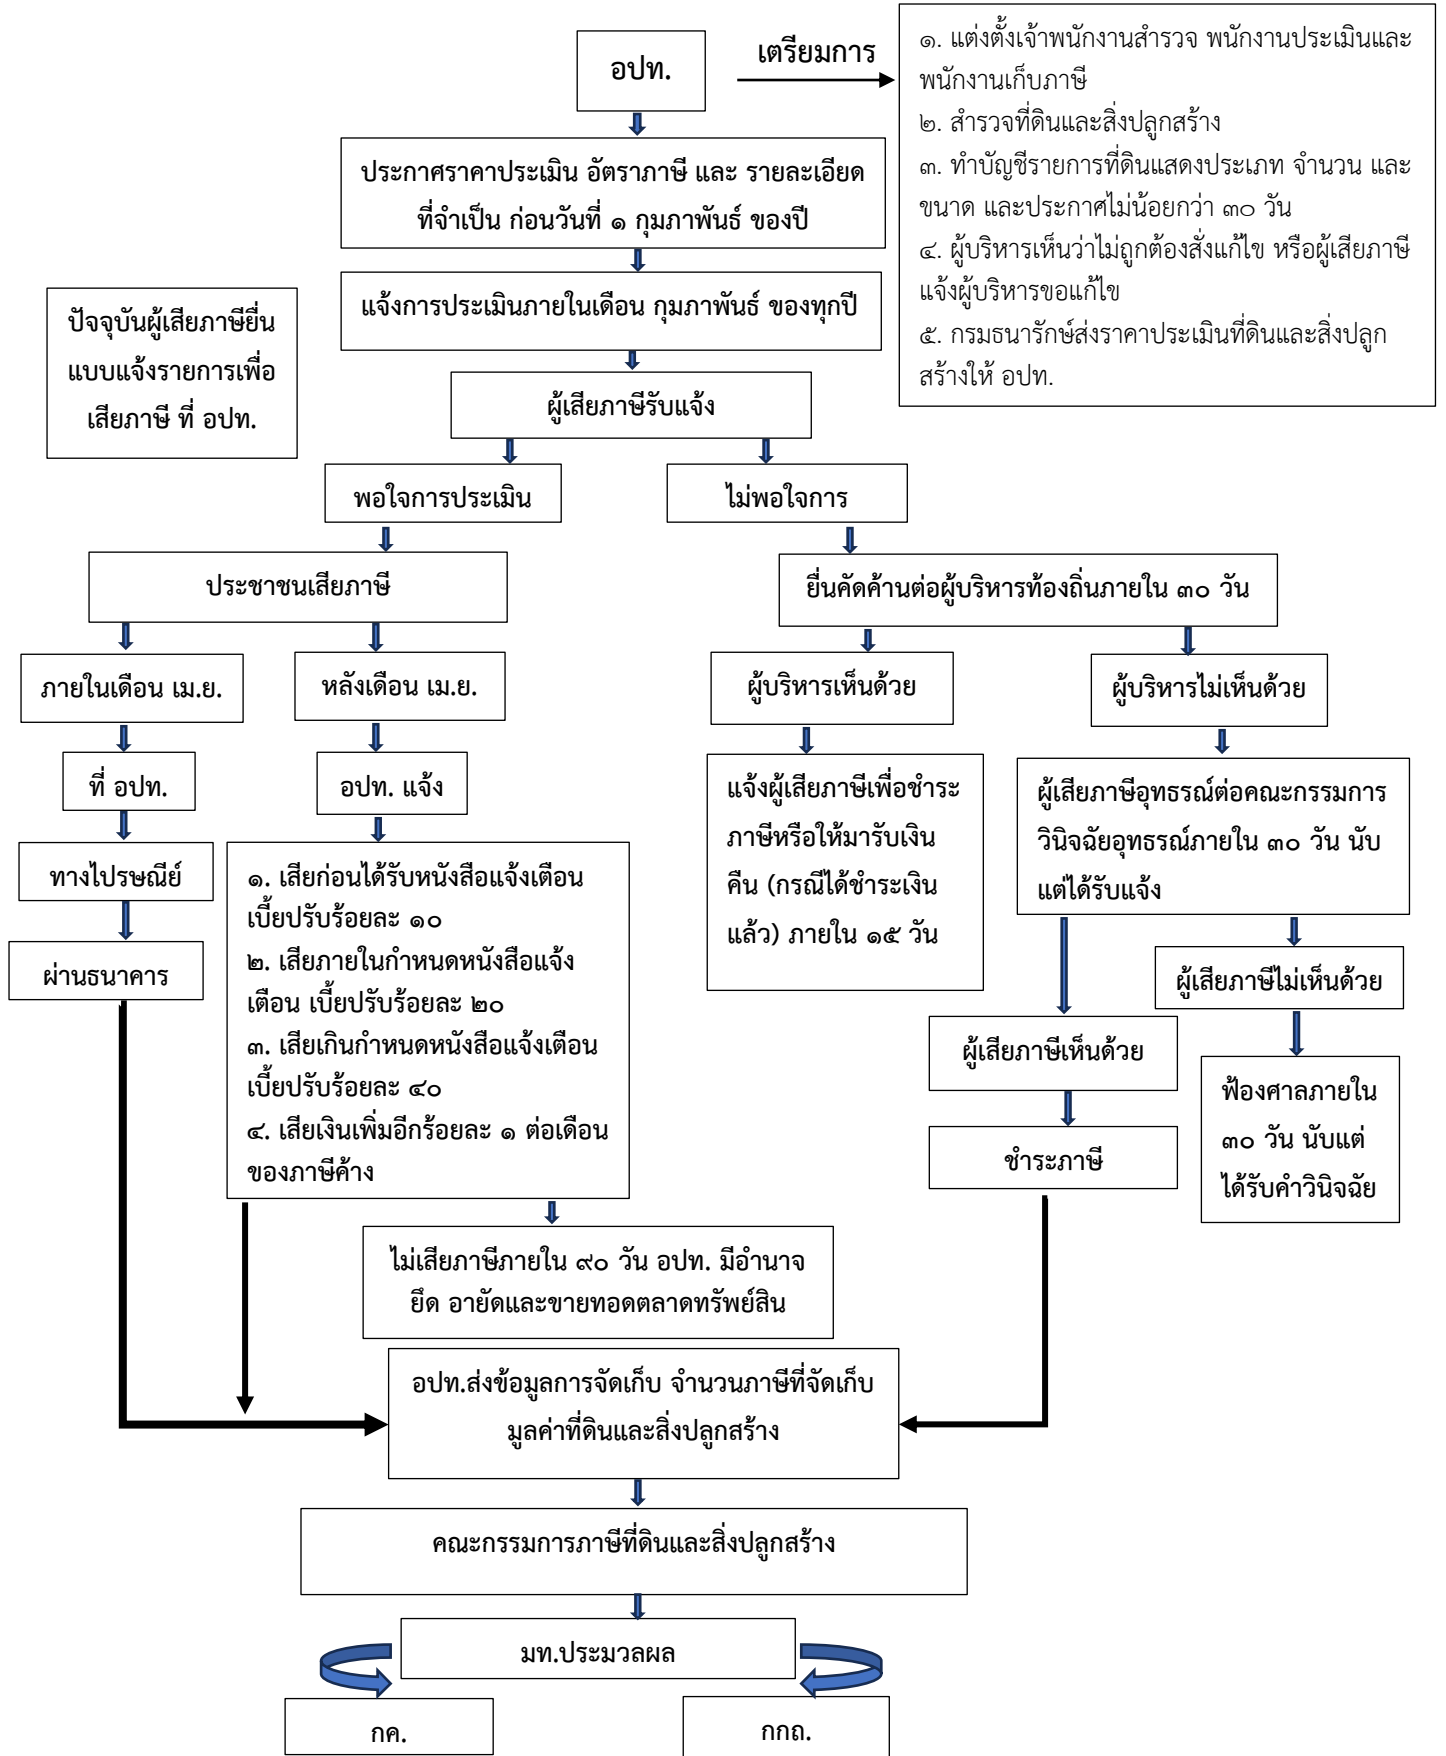 อปท.
เตรียมการ
๑. แต่งตั้งเจ้าพนักงานสำรวจ พนักงานประเมินและ
พนักงานเก็บภาษี
๒. สำรวจที่ดินและสิ่งปลูกสร้าง
๓. ทำบัญชีรายการที่ดินแสดงประเภท จำนวน และ
ขนาด และประกาศไม่น้อยกว่า ๓๐ วัน
๔. ผู้บริหารเห็นว่าไม่ถูกต้องสั่งแก้ไข หรือผู้เสียภาษี
แจ้งผู้บริหารขอแก้ไข
๕. กรมธนารักษ์ส่งราคาประเมินที่ดินและสิ่งปลูก
สร้างให้ อปท.
ประกาศราคาประเมิน อัตราภาษี และ รายละเอียด
ที่จำเป็น ก่อนวันที่ ๑ กุมภาพันธ์ ของปี
แจ้งการประเมินภายในเดือน กุมภาพันธ์ ของทุกปี
ปัจจุบันผู้เสียภาษียื่น
แบบแจ้งรายการเพื่อ
เสียภาษี ที่ อปท.
ผู้เสียภาษีรับแจ้ง
พอใจการประเมิน
ไม่พอใจการ
ประชาชนเสียภาษี
ยื่นคัดค้านต่อผู้บริหารท้องถิ่นภายใน ๓๐ วัน
ภายในเดือน เม.ย.
หลังเดือน เม.ย.
ผู้บริหารเห็นด้วย
ผู้บริหารไม่เห็นด้วย
ที่ อปท.
อปท. แจ้ง
แจ้งผู้เสียภาษีเพื่อชำระ
ภาษีหรือให้มารับเงิน
คืน (กรณีได้ชำระเงิน
แล้ว) ภายใน ๑๕ วัน
ผู้เสียภาษีอุทธรณ์ต่อคณะกรรมการ
วินิจฉัยอุทธรณ์ภายใน ๓๐ วัน นับ
แต่ได้รับแจ้ง
ทางไปรษณีย์
ผ่านธนาคาร
๑. เสียก่อนได้รับหนังสือแจ้งเตือน
เบี้ยปรับร้อยละ ๑๐
๒. เสียภายในกำหนดหนังสือแจ้ง
เตือน เบี้ยปรับร้อยละ ๒๐
๓. เสียเกินกำหนดหนังสือแจ้งเตือน
เบี้ยปรับร้อยละ ๔๐
๔. เสียเงินเพิ่มอีกร้อยละ ๑ ต่อเดือน
ของภาษีค้าง
ผู้เสียภาษีไม่เห็นด้วย
ผู้เสียภาษีเห็นด้วย
ฟ้องศาลภายใน
๓๐ วัน นับแต่
ได้รับคำวินิจฉัย
ชำระภาษี
ไม่เสียภาษีภายใน ๙๐ วัน อปท. มีอำนาจ
ยึด อายัดและขายทอดตลาดทรัพย์สิน
อปท.ส่งข้อมูลการจัดเก็บ จำนวนภาษีที่จัดเก็บ
มูลค่าที่ดินและสิ่งปลูกสร้าง
คณะกรรมการภาษีที่ดินและสิ่งปลูกสร้าง
มท.ประมวลผล
กค.
กกถ.